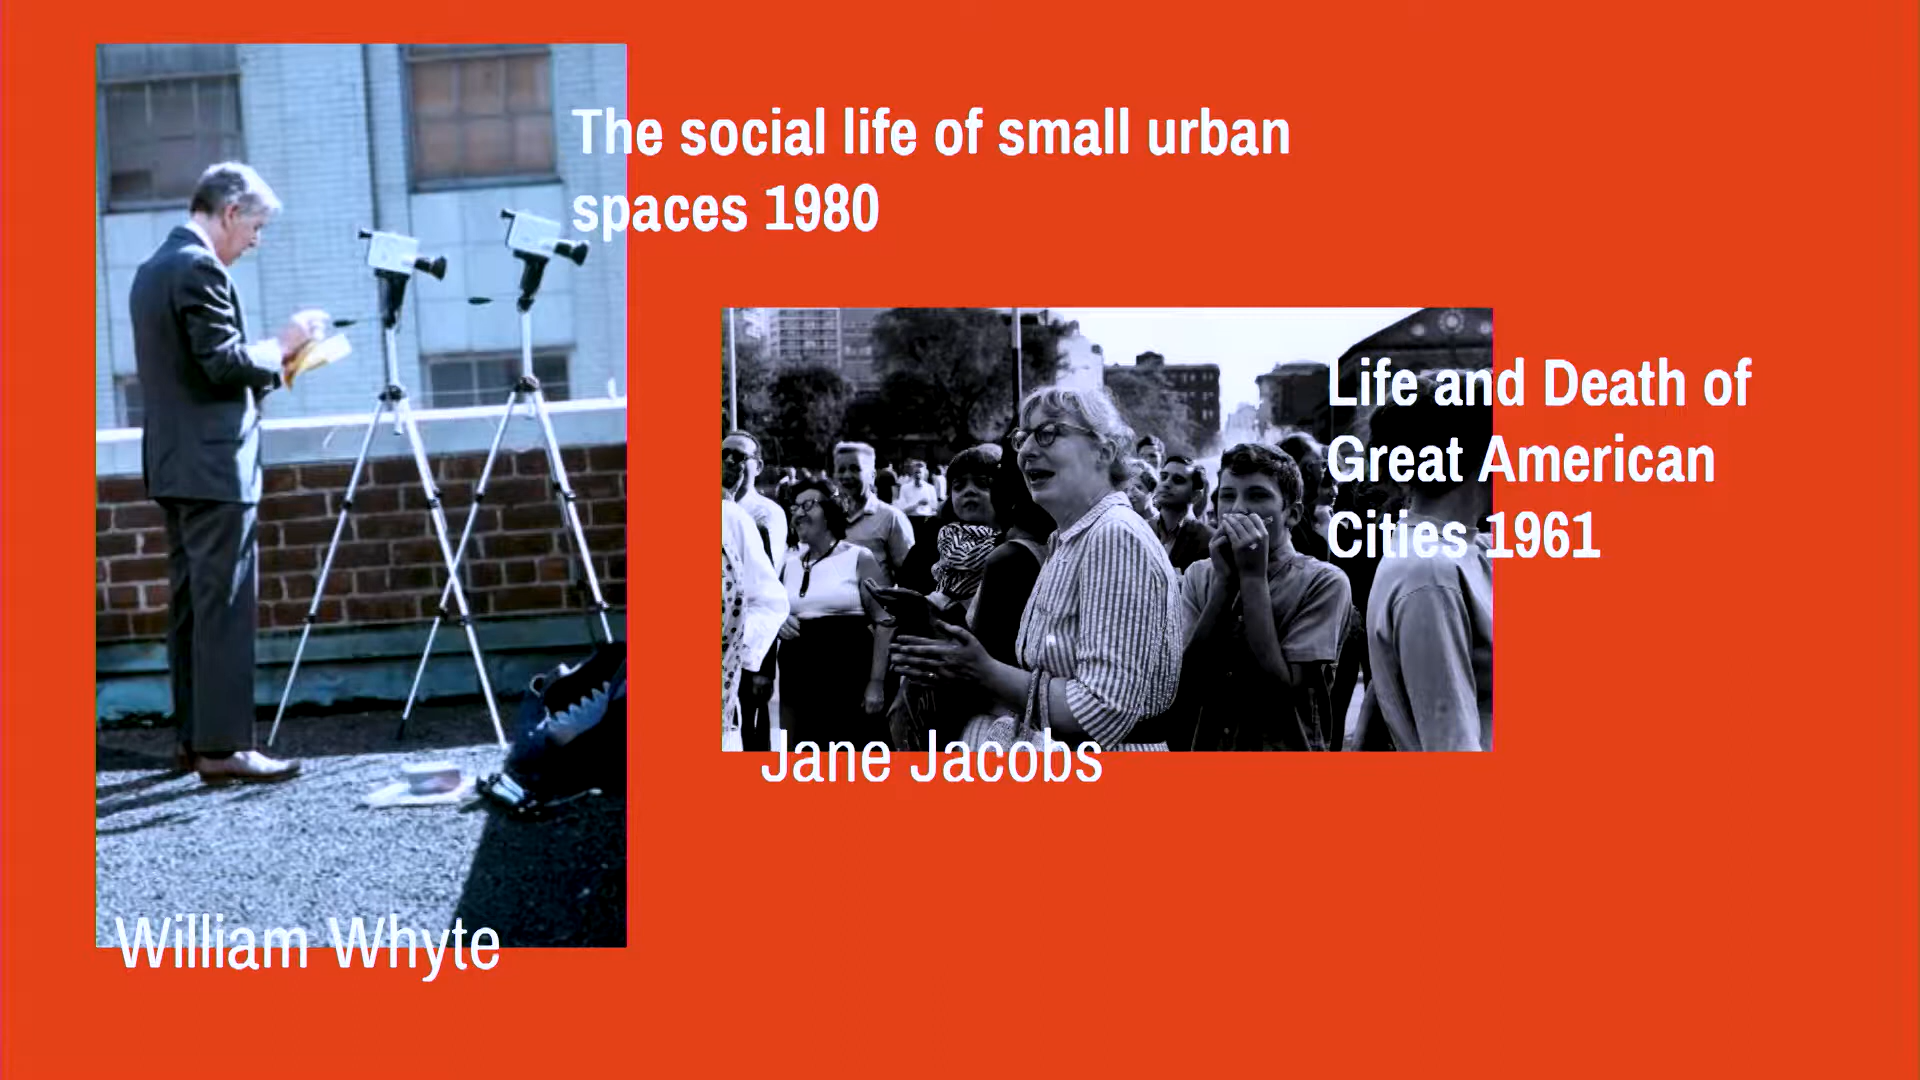 The social life of small urban
spaces 1980
Life and Death of
Great American
Cities 1961
Jane Jacobs
William Whyte